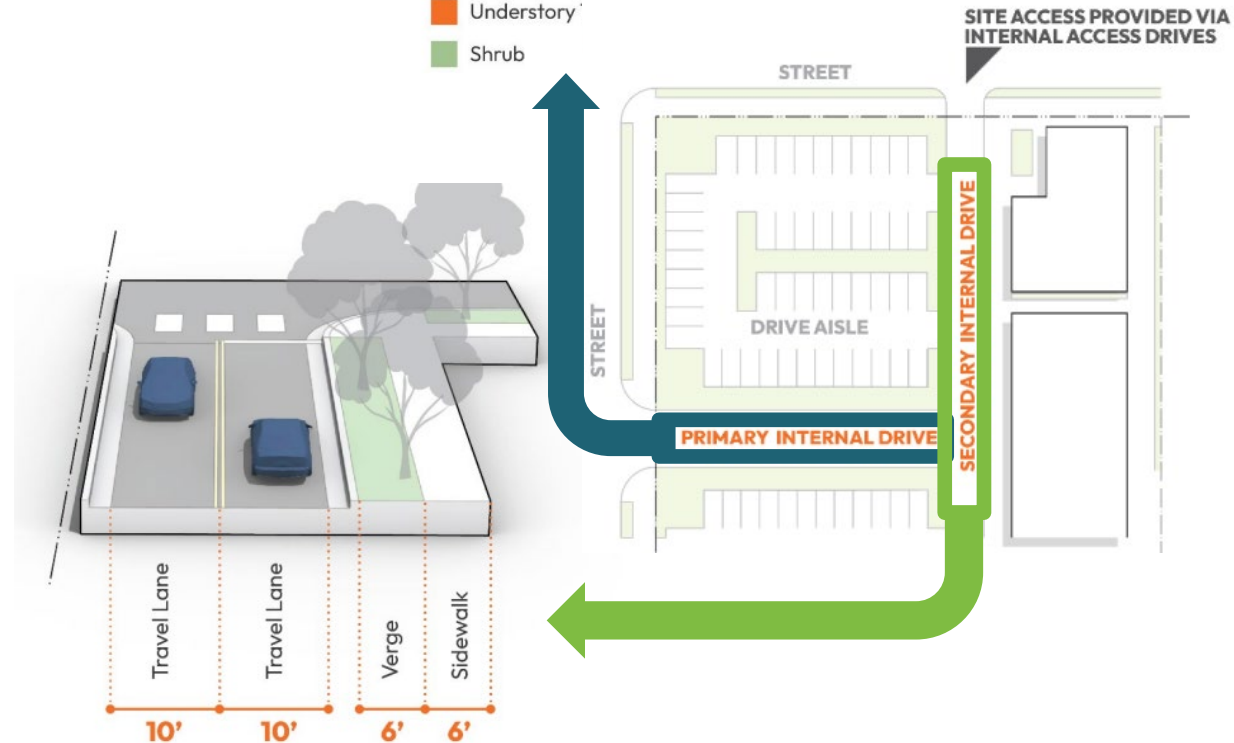 Understory
Shrub
SITE ACCESS PROVIDED VIA
INTERNAL ACCESS DRIVES
STREET
STREET
DRIVE AISLE
SECONDARY INTERNAL DRIVE
PRIMARY INTERNAL DRIVE
Travel Lane
Travel Lane
Verge
Sidewalk
10’
10’
6’
6’